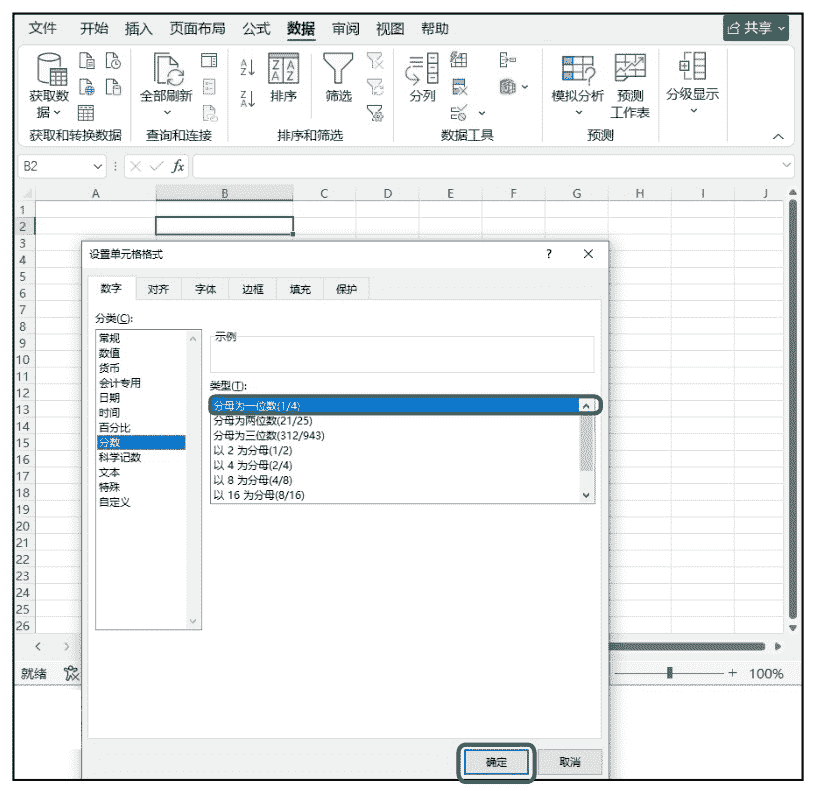 文件 开始 插入 页面布局 公式 数据 审阅 视图 帮助 共享
获取数据 全部刷新 排序 筛选 分列 模拟分析 预测工作表 分级显示
获取和转换数据 查询和连接 排序和筛选 数据工具 预测
B2 fx
A B C D E F G H I J
1
2
3
设置单元格格式 ? ×
4
5
数字 对齐 字体 边框 填充 保护
6
7
分类(C):
8
常规 示例
9
数值
10
货币
11
会计专用 类型(T):
12
日期 分母为一位数(1/4)
13
时间 分母为两位数(21/25)
14
百分比 分母为三位数(312/943)
15
分数 以 2 为分母(1/2)
16
科学记数 以 4 为分母(2/4)
17
文本 以 8 为分母(4/8)
18
特殊 以 16 为分母(8/16)
自定义
19
20
21
22
23
24
25
26
就绪 100%
确定 取消